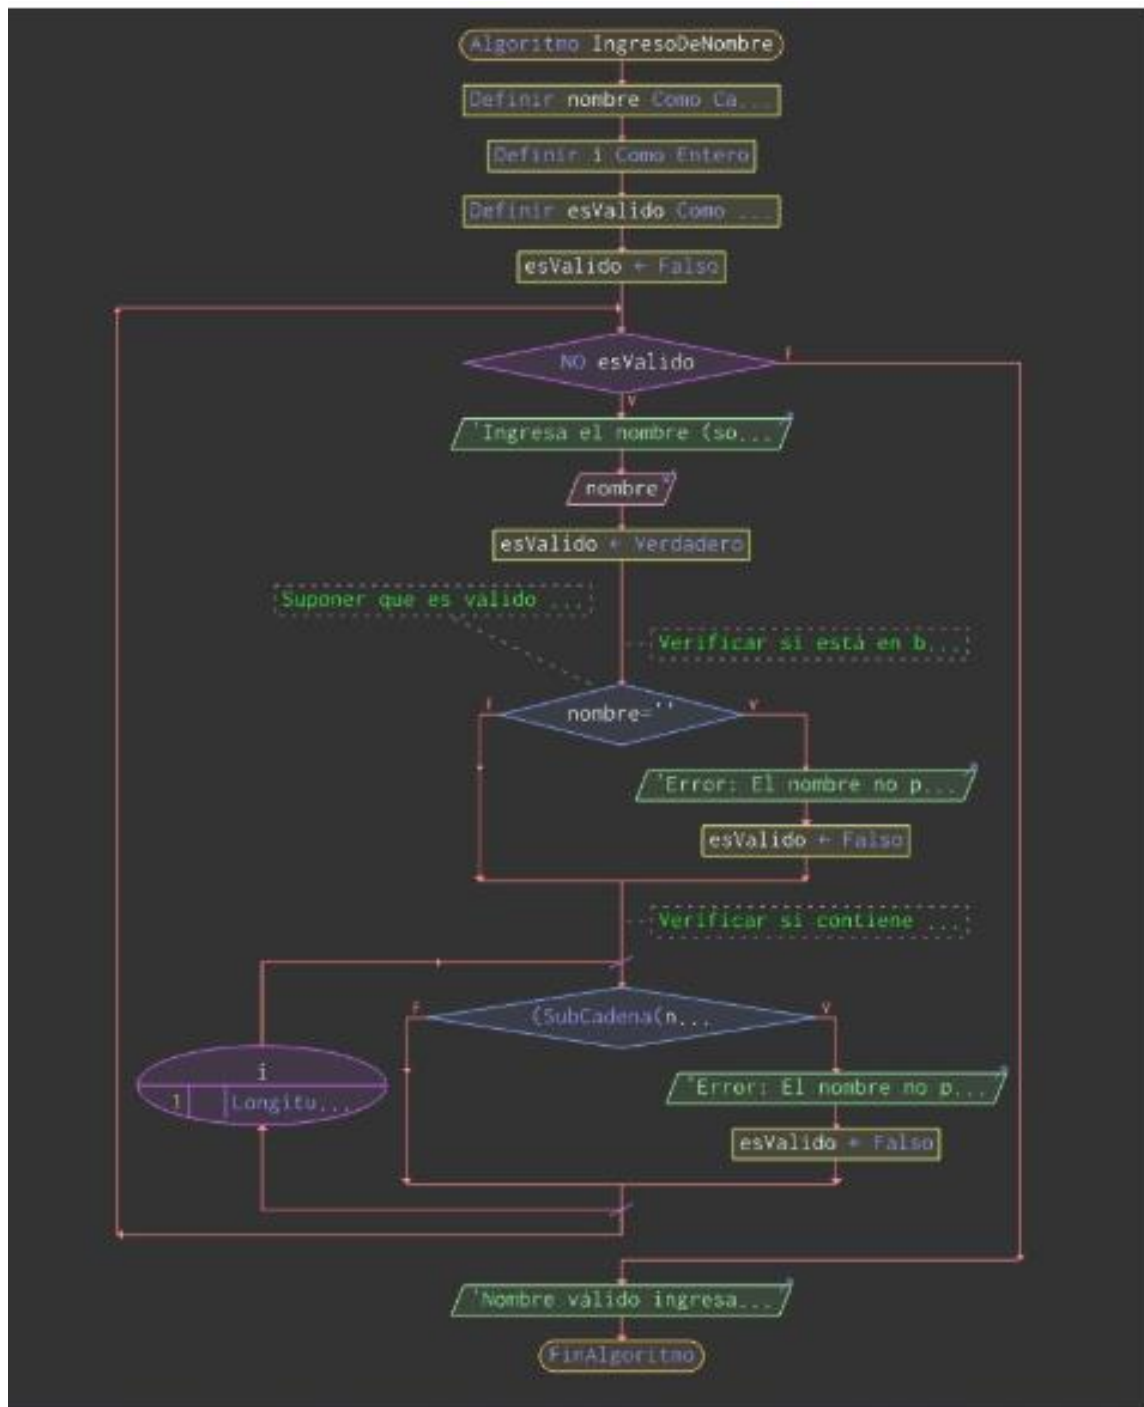 Algoritmo IngresoDeNombre
Definir nombre Como Ca...
Definir i Como Entero
Definir esValido Como ...
esValido ← Falso
NO esValido
F
V
'Ingresa el nombre (so...
nombre
esValido ← Verdadero
Suponer que es válido ...
Verificar si está en b...
nombre=''
F
V
'Error: El nombre no p...
esValido ← Falso
Verificar si contiene ...
(SubCadena(n...
F
V
i
1
Longitu...
'Error: El nombre no p...
esValido ← Falso
'Nombre válido ingresa...
FinAlgoritmo